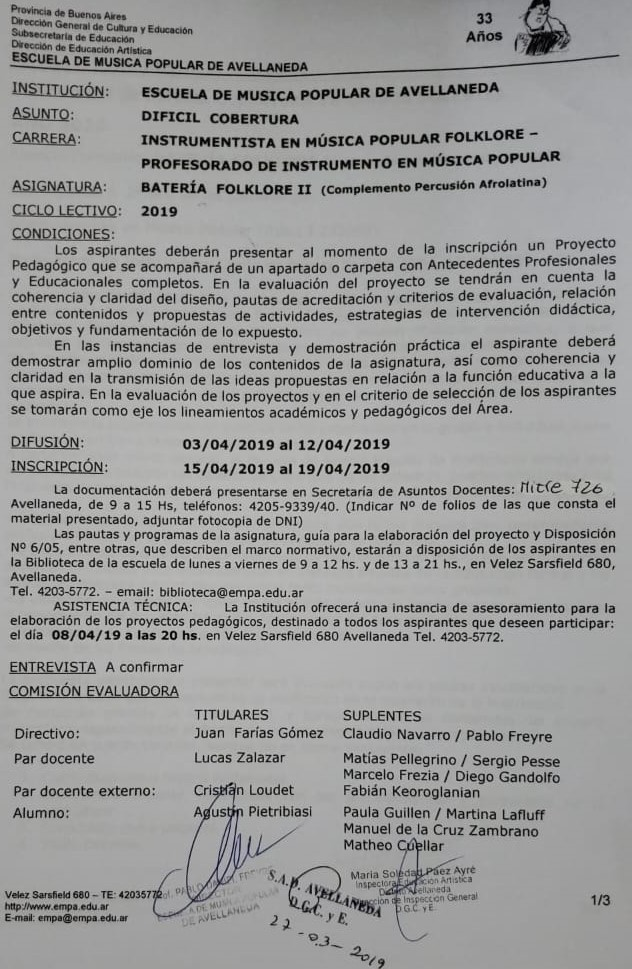 Provincia de Buenos Aires
Dirección General de Cultura y Educación
Subsecretaria de Educación
Dirección de Educación Artística
ESCUELA DE MUSICA POPULAR DE AVELLANEDA
33
Años
INSTITUCIÓN: ESCUELA DE MUSICA POPULAR DE AVELLANEDA
ASUNTO: DIFICIL COBERTURA
CARRERA: INSTRUMENTISTA EN MÚSICA POPULAR FOLKLORE –
PROFESORADO DE INSTRUMENTO EN MÚSICA POPULAR
ASIGNATURA: BATERÍA FOLKLORE II (Complemento Percusión Afrolatina)
CICLO LECTIVO: 2019
CONDICIONES:
Los aspirantes deberán presentar al momento de la inscripción un Proyecto
Pedagógico que se acompañará de un apartado o carpeta con Antecedentes Profesionales
y Educacionales completos. En la evaluación del proyecto se tendrán en cuenta la
coherencia y claridad del diseño, pautas de acreditación y criterios de evaluación, relación
entre contenidos y propuestas de actividades, estrategias de intervención didáctica,
objetivos y fundamentación de lo expuesto.
En las instancias de entrevista y demostración práctica el aspirante deberá
demostrar amplio dominio de los contenidos de la asignatura, así como coherencia y
claridad en la transmisión de las ideas propuestas en relación a la función educativa a la
que aspira. En la evaluación de los proyectos y en el criterio de selección de los aspirantes
se tomarán como eje los lineamientos académicos y pedagógicos del Área.
DIFUSIÓN: 03/04/2019 al 12/04/2019
INSCRIPCIÓN: 15/04/2019 al 19/04/2019
La documentación deberá presentarse en Secretaría de Asuntos Docentes: Mitre 726
Avellaneda, de 9 a 15 Hs, teléfonos: 4205-9339/40. (Indicar Nº de folios de las que consta el
material presentado, adjuntar fotocopia de DNI)
Las pautas y programas de la asignatura, guía para la elaboración del proyecto y Disposición
Nº 6/05, entre otras, que describen el marco normativo, estarán a disposición de los aspirantes en
la Biblioteca de la escuela de lunes a viernes de 9 a 12 hs. y de 13 a 21 hs., en Velez Sarsfield 680,
Avellaneda.
Tel. 4203-5772. – email: biblioteca@empa.edu.ar
ASISTENCIA TÉCNICA: La Institución ofrecerá una instancia de asesoramiento para la
elaboración de los proyectos pedagógicos, destinado a todos los aspirantes que deseen participar:
el día 08/04/19 a las 20 hs. en Velez Sarsfield 680 Avellaneda Tel. 4203-5772.
ENTREVISTA A confirmar
COMISIÓN EVALUADORA
TITULARES SUPLENTES
Directivo: Juan Farías Gómez Claudio Navarro / Pablo Freyre
Par docente Lucas Zalazar Matías Pellegrino / Sergio Pesse
Marcelo Frezia / Diego Gandolfo
Par docente externo: Cristian Loudet Fabián Keoroglanian
Alumno: Agustín Pietribiasi Paula Guillen / Martina Lafluff
Manuel de la Cruz Zambrano
Matheo Cuellar
Velez Sarsfield 680 – TE: 42035772
http://www.empa.edu.ar
E-mail: empa@empa.edu.ar
DE AVELLANEDA
S.A.D. AVELLANEDA
D.G.C. y E.
27-03-2019
Maria Soledad Páez Ayré
Inspectora Educación Artística
Avellaneda
Inspección General
D.G.C. y E.
1/3